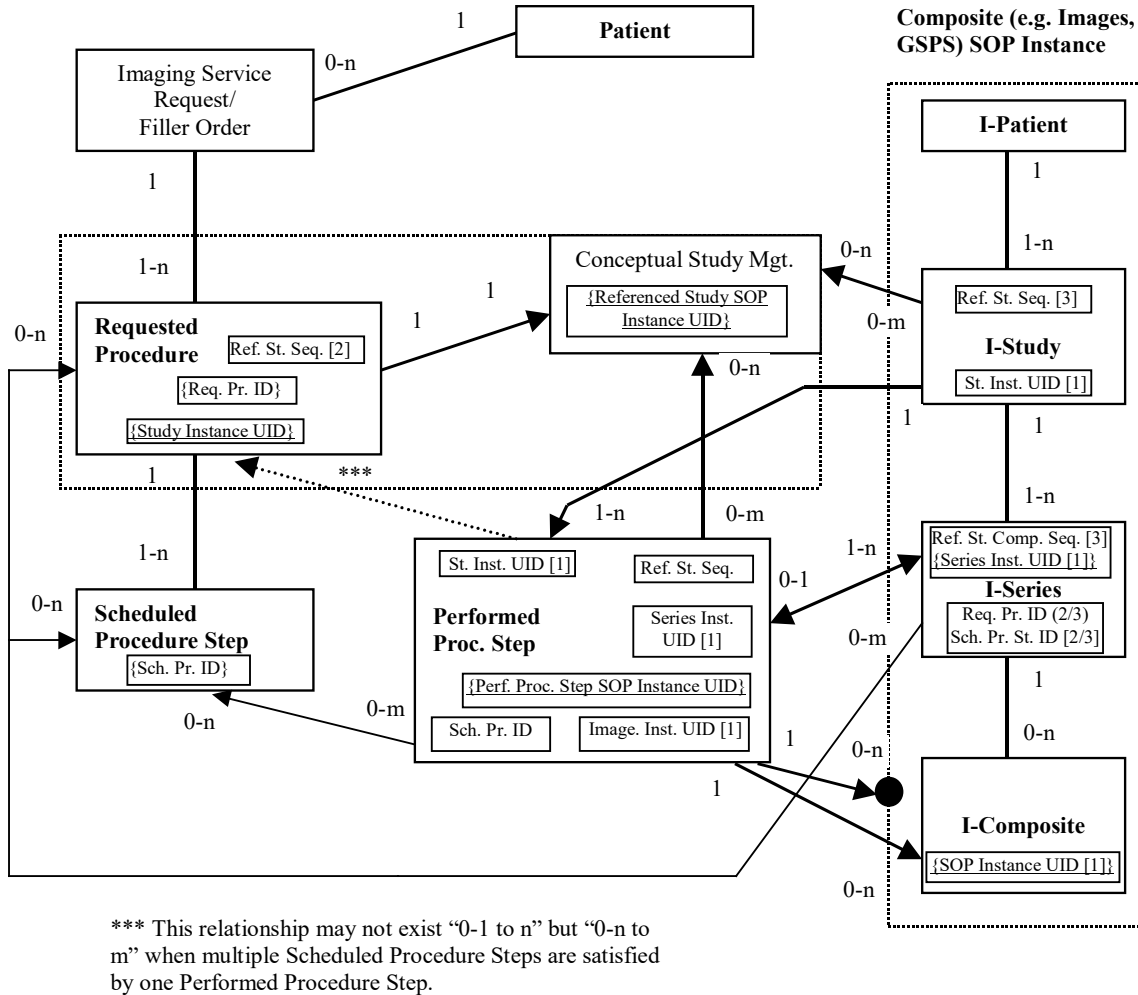 1
Patient
Composite (e.g. Images,
GSPS) SOP Instance
0-n
Imaging Service
Request/
Filler Order
I-Patient
1
1
0-n
1-n
1-n
Conceptual Study Mgt.
{Referenced Study SOP
Instance UID}
Ref. St. Seq. [3]
1
1
0-m
0-n
Requested
Procedure
Ref. St. Seq. [2]
I-Study
0-n
{Req. Pr. ID}
St. Inst. UID [1]
{Study Instance UID}
1
1
1
***
1-n
1-n
0-m
1-n
Ref. St. Comp. Seq. [3]
{Series Inst. UID [1]}
I-Series
Req. Pr. ID (2/3)
Sch. Pr. St. ID [2/3]
1-n
St. Inst. UID [1]
Ref. St. Seq.
0-1
0-n
Scheduled
Procedure Step
{Sch. Pr. ID}
Performed
Proc. Step
Series Inst.
UID [1]
0-m
{Perf. Proc. Step SOP Instance UID}
1
0-n
0-m
Sch. Pr. ID
Image. Inst. UID [1]
1
0-n
0-n
1
I-Composite
{SOP Instance UID [1]}
0-n
*** This relationship may not exist “0-1 to n” but “0-n to
m” when multiple Scheduled Procedure Steps are satisfied
by one Performed Procedure Step.